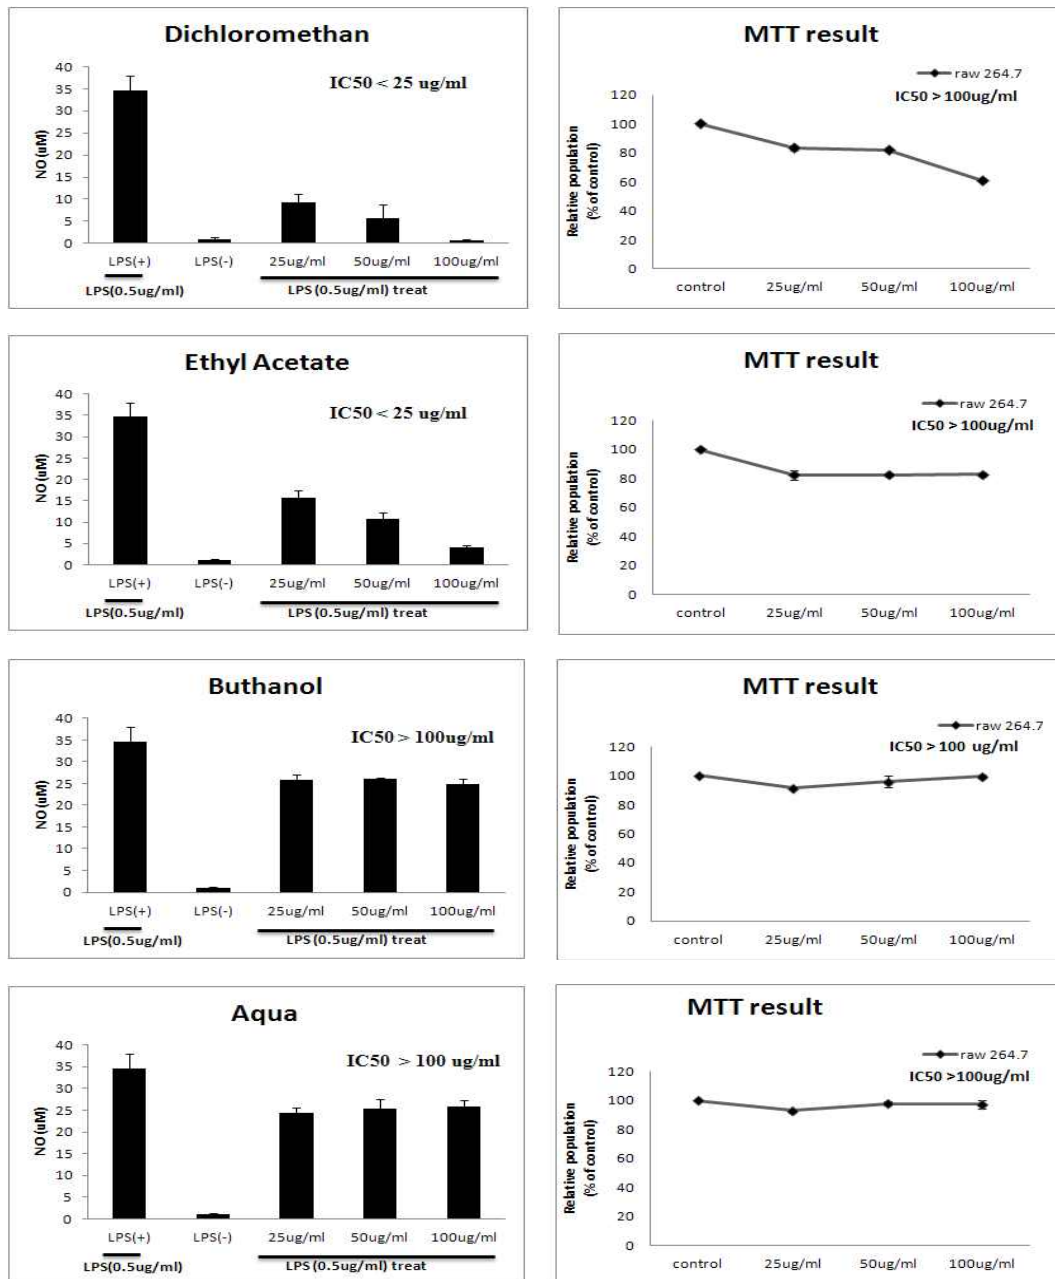 Dichloromethan
IC50 < 25 ug/ml
NO (uM)
40
35
30
25
20
15
10
5
0
LPS(+) LPS(-) 25ug/ml 50ug/ml 100ug/ml
LPS(0.5ug/ml) LPS (0.5ug/ml) treat
MTT result
raw 264.7
IC50 > 100ug/ml
Relative population
(% of control)
120
100
80
60
40
20
0
control 25ug/ml 50ug/ml 100ug/ml
Ethyl Acetate
IC50 < 25 ug/ml
NO (uM)
40
35
30
25
20
15
10
5
0
LPS(+) LPS(-) 25ug/ml 50ug/ml 100ug/ml
LPS(0.5ug/ml) LPS (0.5ug/ml) treat
MTT result
raw 264.7
IC50 > 100ug/ml
Relative population
(% of control)
120
100
80
60
40
20
0
control 25ug/ml 50ug/ml 100ug/ml
Buthanol
IC50 > 100ug/ml
NO (uM)
40
35
30
25
20
15
10
5
0
LPS(+) LPS(-) 25ug/ml 50ug/ml 100ug/ml
LPS(0.5ug/ml) LPS (0.5ug/ml) treat
MTT result
raw 264.7
IC50 > 100 ug/ml
Relative population
(% of control)
120
100
80
60
40
20
0
control 25ug/ml 50ug/ml 100ug/ml
Aqua
IC50 > 100 ug/ml
NO (uM)
40
35
30
25
20
15
10
5
0
LPS(+) LPS(-) 25ug/ml 50ug/ml 100ug/ml
LPS(0.5ug/ml) LPS (0.5ug/ml) treat
MTT result
raw 264.7
IC50 >100ug/ml
Relative population
(% of control)
120
100
80
60
40
20
0
control 25ug/ml 50ug/ml 100ug/ml